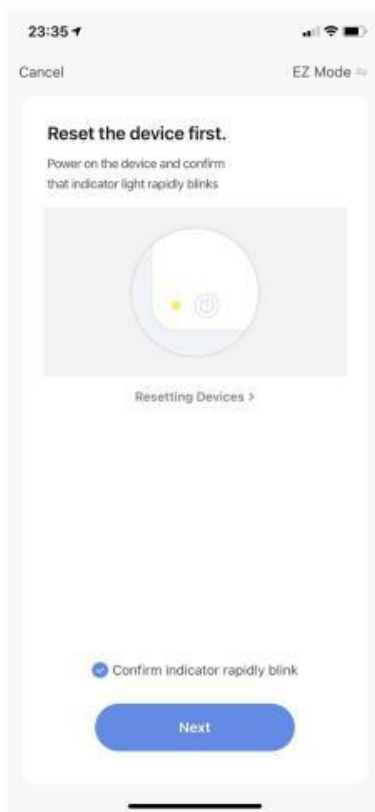 23:35
Cancel
EZ Mode
Reset the device first.
Power on the device and confirm
that indicator light rapidly blinks
Resetting Devices >
Confirm indicator rapidly blink
Next